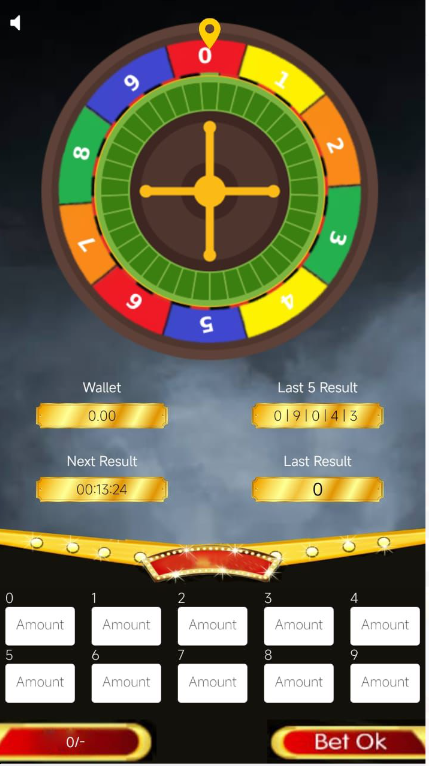 0
1
2
3
4
5
6
7
8
9
Wallet Last 5 Result
0.00 0|9|0|4|3
Next Result Last Result
00:13:24 0
0 1 2 3 4
Amount Amount Amount Amount Amount
5 6 7 8 9
Amount Amount Amount Amount Amount
0/- Bet Ok